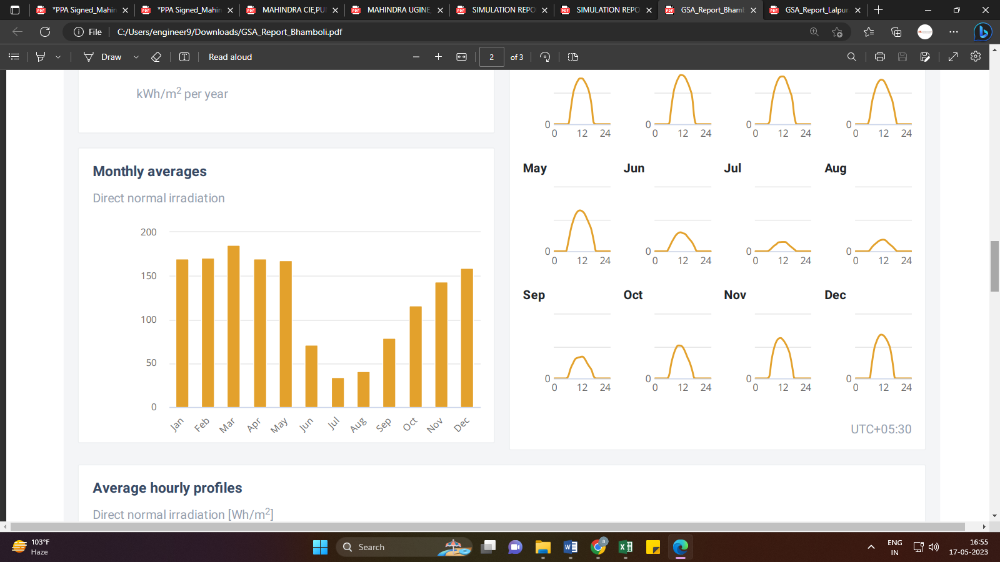 *PPA Signed_Mahin
*PPA Signed_Mahin
MAHINDRA CIE,PU
MAHINDRA UGINE,
SIMULATION REPO
SIMULATION REPO
GSA_Report_Bhamb
GSA_Report_Lalpur
File
C:/Users/engineer9/Downloads/GSA_Report_Bhamboli.pdf
Draw
Read aloud
2
of 3
kWh/m² per year
Monthly averages
Direct normal irradiation
200
150
100
50
0
Jan Feb Mar Apr May Jun Jul Aug Sep Oct Nov Dec
0 0 0 0
0 12 24 0 12 24 0 12 24 0 12 24
May Jun Jul Aug
0 0 0 0
0 12 24 0 12 24 0 12 24 0 12 24
Sep Oct Nov Dec
0 0 0 0
0 12 24 0 12 24 0 12 24 0 12 24
UTC+05:30
Average hourly profiles
Direct normal irradiation [Wh/m²]
103°F
Haze
Search
ENG
IN
16:55
17-05-2023